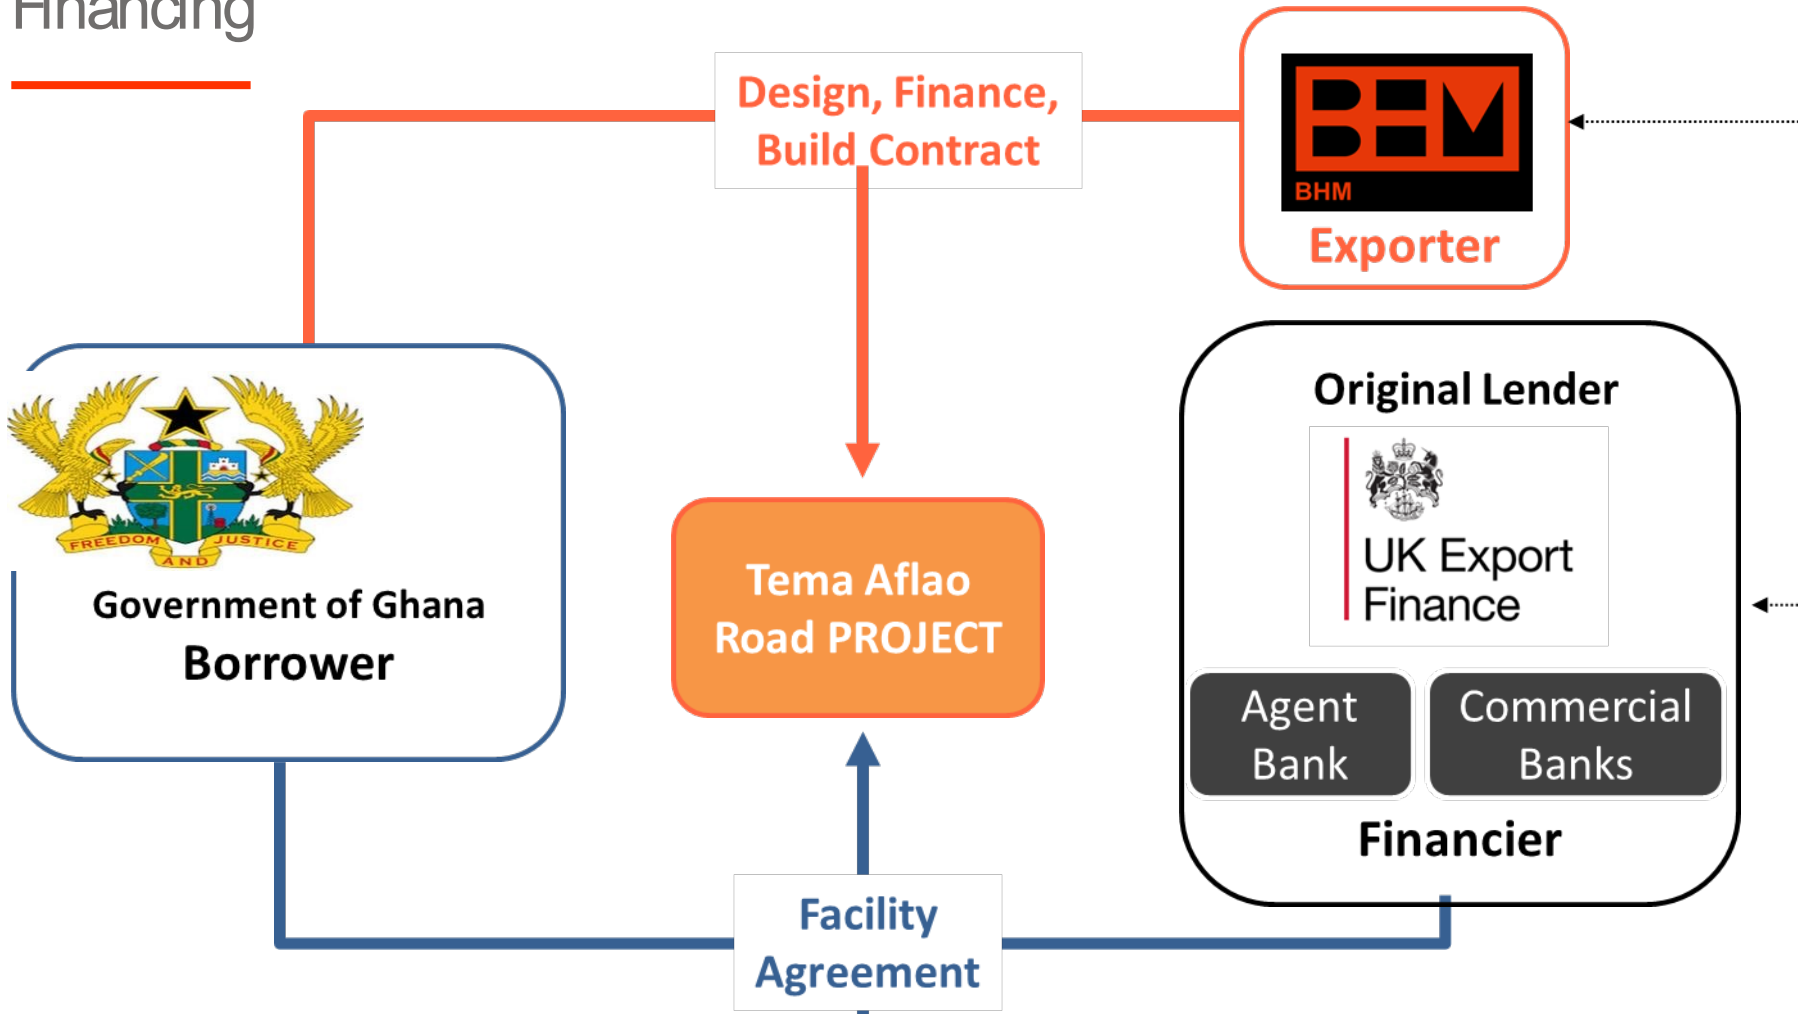 Financing
Design, Finance,
Build Contract
BHM
BHM
Exporter
Original Lender
UK Export
Finance
FREEDOM AND JUSTICE
Government of Ghana
Borrower
Tema Aflao
Road PROJECT
Agent
Bank
Commercial
Banks
Financier
Facility
Agreement